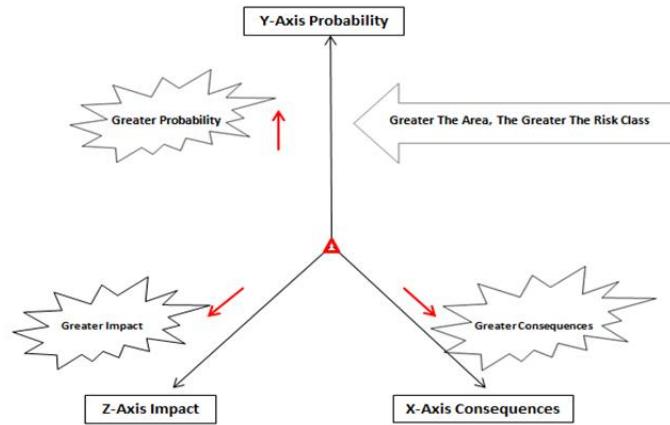 Y-Axis Probability
Greater Probability
Greater The Area, The Greater The Risk Class
1
Greater Impact
Greater Consequences
Z-Axis Impact
X-Axis Consequences